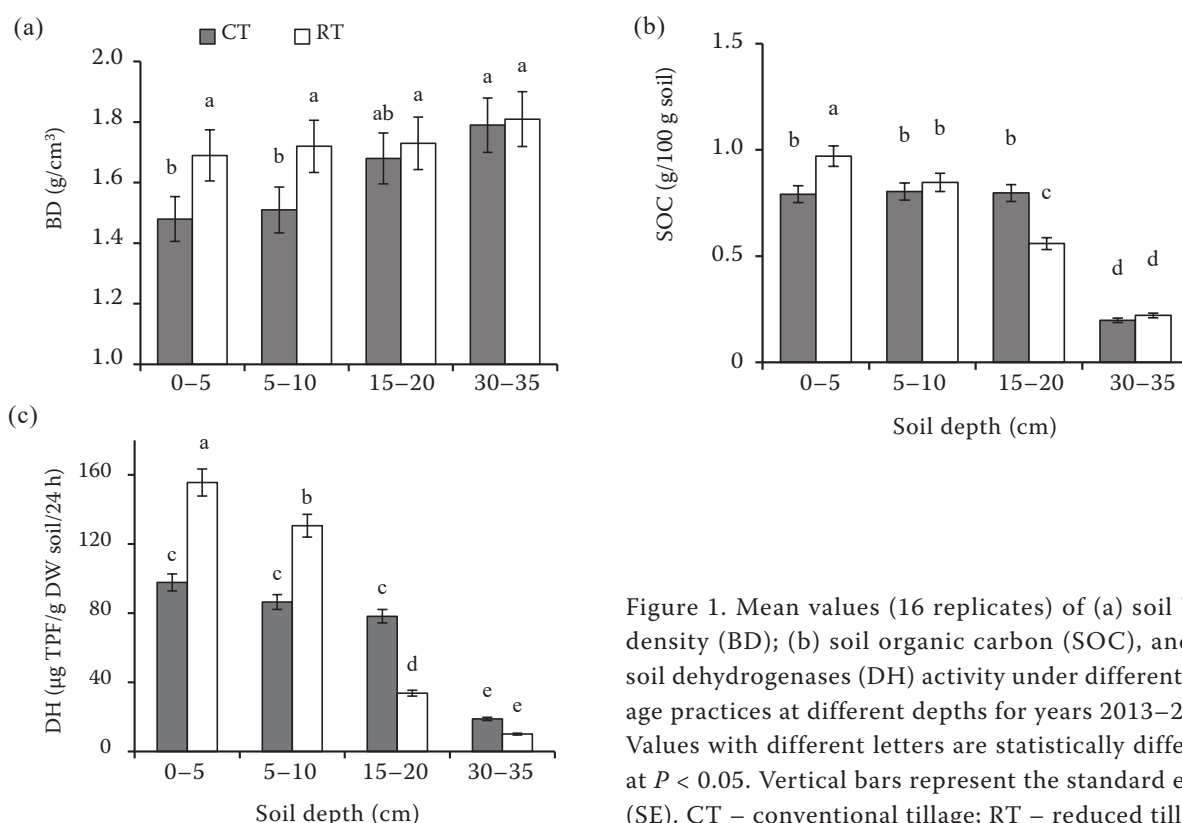 (a)
CT RT
BD (g/cm³)
2.0
1.8
1.6
1.4
1.2
1.0
b a b a ab a a a
0–5 5–10 15–20 30–35
(b)
SOC (g/100 g soil)
1.5
1.0
0.5
0
b a b b b c d d
0–5 5–10 15–20 30–35
Soil depth (cm)
(c)
DH (µg TPF/g DW soil/24 h)
160
120
80
40
0
c a c b c d e e
0–5 5–10 15–20 30–35
Soil depth (cm)
Figure 1. Mean values (16 replicates) of (a) soil
density (BD); (b) soil organic carbon (SOC), and
soil dehydrogenases (DH) activity under different
age practices at different depths for years 2013–2
Values with different letters are statistically diffe
at P < 0.05. Vertical bars represent the standard e
(SE). CT – conventional tillage; RT – reduced till